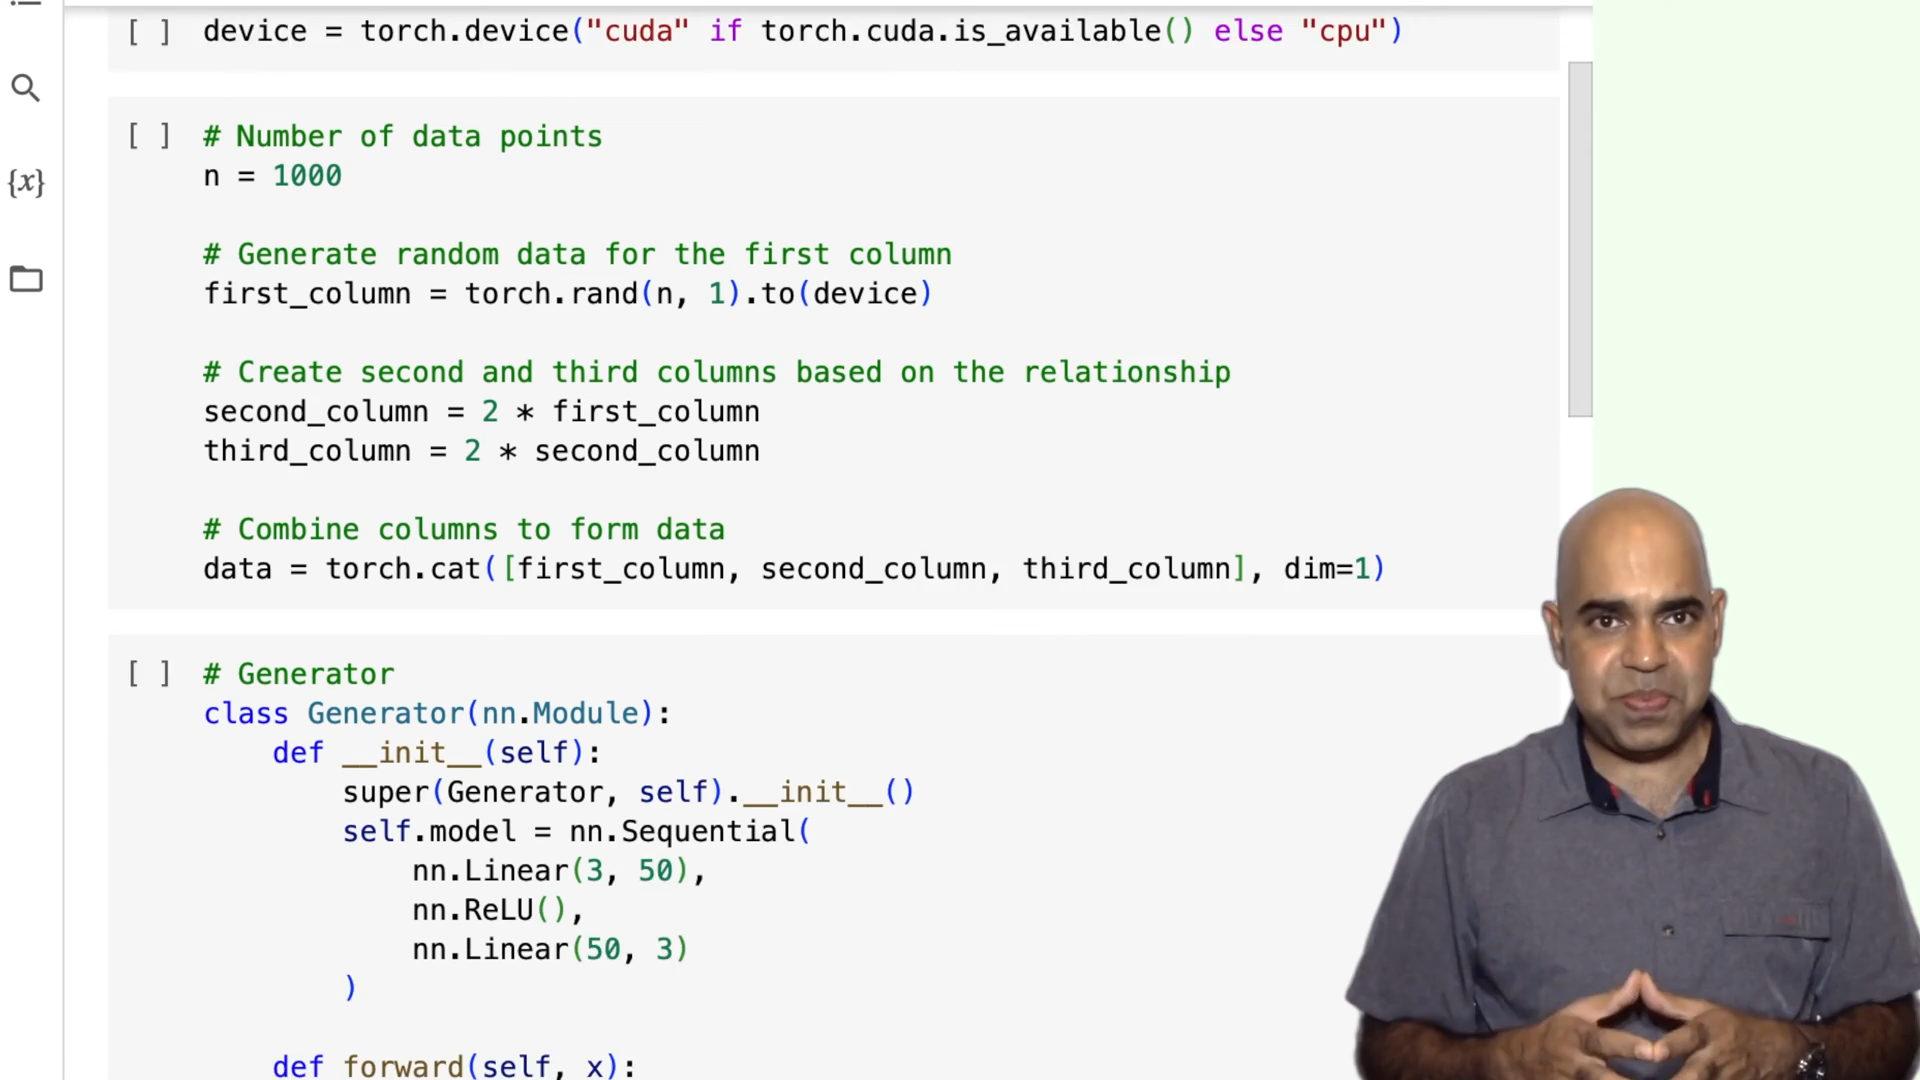 [ ] device = torch.device("cuda" if torch.cuda.is_available() else "cpu")
[ ] # Number of data points
n = 1000
# Generate random data for the first column
first_column = torch.rand(n, 1).to(device)
{x}
# Create second and third columns based on the relationship
second_column = 2 * first_column
third_column = 2 * second_column
# Combine columns to form data
data = torch.cat([first_column, second_column, third_column], dim=1)
[ ] # Generator
class Generator(nn.Module):
    def __init__(self):
        super(Generator, self).__init__()
        self.model = nn.Sequential(
            nn.Linear(3, 50),
            nn.ReLU(),
            nn.Linear(50, 3)
        )
    def forward(self, x):